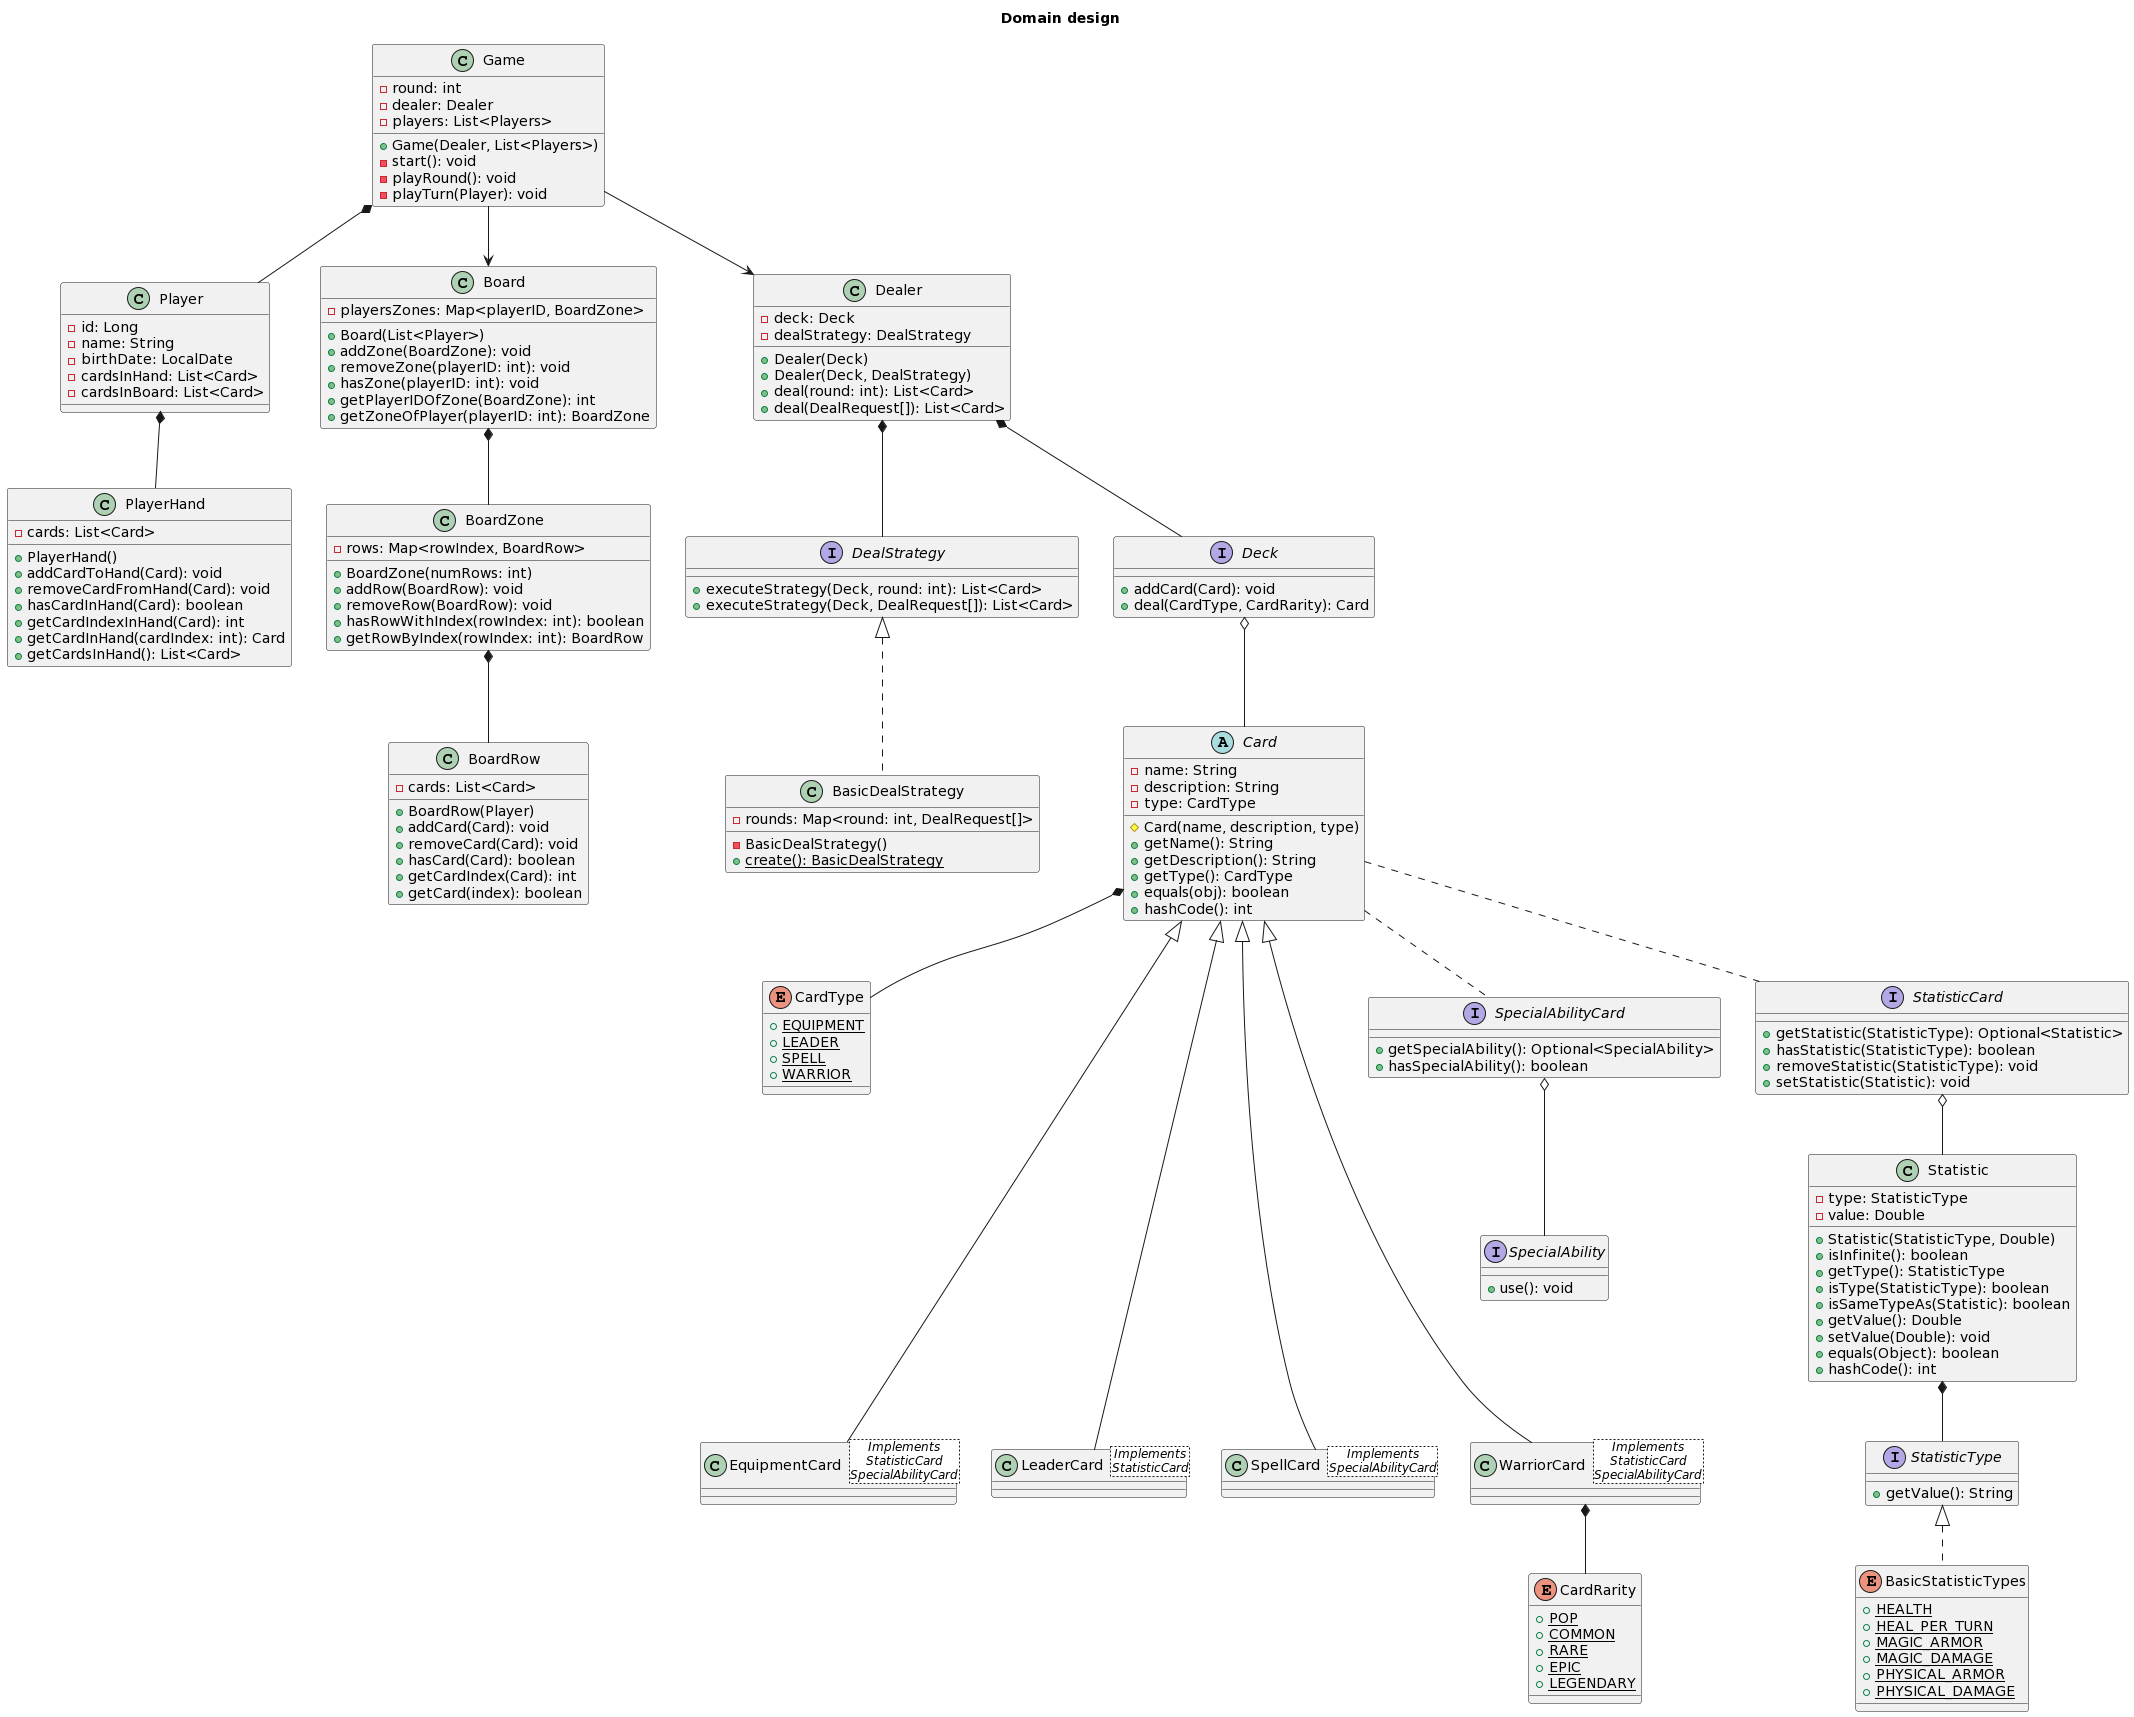 Domain design
C Game
round: int
dealer: Dealer
players: List<Players>
Game(Dealer, List<Players>)
start(): void
playRound(): void
playTurn(Player): void
C Player
id: Long
name: String
birthDate: LocalDate
cardsInHand: List<Card>
cardsInBoard: List<Card>
C Board
playersZones: Map<playerID, BoardZone>
Board(List<Player>)
addZone(BoardZone): void
removeZone(playerID: int): void
hasZone(playerID: int): void
getPlayerIDOfZone(BoardZone): int
getZoneOfPlayer(playerID: int): BoardZone
C Dealer
deck: Deck
dealStrategy: DealStrategy
Dealer(Deck)
Dealer(Deck, DealStrategy)
deal(round: int): List<Card>
deal(DealRequest[]): List<Card>
C PlayerHand
cards: List<Card>
PlayerHand()
addCardToHand(Card): void
removeCardFromHand(Card): void
hasCardInHand(Card): boolean
getCardIndexInHand(Card): int
getCardInHand(cardIndex: int): Card
getCardsInHand(): List<Card>
C BoardZone
rows: Map<rowIndex, BoardRow>
BoardZone(numRows: int)
addRow(BoardRow): void
removeRow(BoardRow): void
hasRowWithIndex(rowIndex: int): boolean
getRowByIndex(rowIndex: int): BoardRow
I DealStrategy
executeStrategy(Deck, round: int): List<Card>
executeStrategy(Deck, DealRequest[]): List<Card>
I Deck
addCard(Card): void
deal(CardType, CardRarity): Card
C BoardRow
cards: List<Card>
BoardRow(Player)
addCard(Card): void
removeCard(Card): void
hasCard(Card): boolean
getCardIndex(Card): int
getCard(index): boolean
C BasicDealStrategy
rounds: Map<round: int, DealRequest[]>
BasicDealStrategy()
create(): BasicDealStrategy
A Card
name: String
description: String
type: CardType
Card(name, description, type)
getName(): String
getDescription(): String
getType(): CardType
equals(obj): boolean
hashCode(): int
E CardType
EQUIPMENT
LEADER
SPELL
WARRIOR
I SpecialAbilityCard
getSpecialAbility(): Optional<SpecialAbility>
hasSpecialAbility(): boolean
I StatisticCard
getStatistic(StatisticType): Optional<Statistic>
hasStatistic(StatisticType): boolean
removeStatistic(StatisticType): void
setStatistic(Statistic): void
I SpecialAbility
use(): void
C Statistic
type: StatisticType
value: Double
Statistic(StatisticType, Double)
isInfinite(): boolean
getType(): StatisticType
isType(StatisticType): boolean
isSameTypeAs(Statistic): boolean
getValue(): Double
setValue(Double): void
equals(Object): boolean
hashCode(): int
C EquipmentCard
Implements
StatisticCard
SpecialAbilityCard
C LeaderCard
Implements
StatisticCard
C SpellCard
Implements
SpecialAbilityCard
C WarriorCard
Implements
StatisticCard
SpecialAbilityCard
I StatisticType
getValue(): String
E CardRarity
POP
COMMON
RARE
EPIC
LEGENDARY
E BasicStatisticTypes
HEALTH
HEAL_PER_TURN
MAGIC_ARMOR
MAGIC_DAMAGE
PHYSICAL_ARMOR
PHYSICAL_DAMAGE